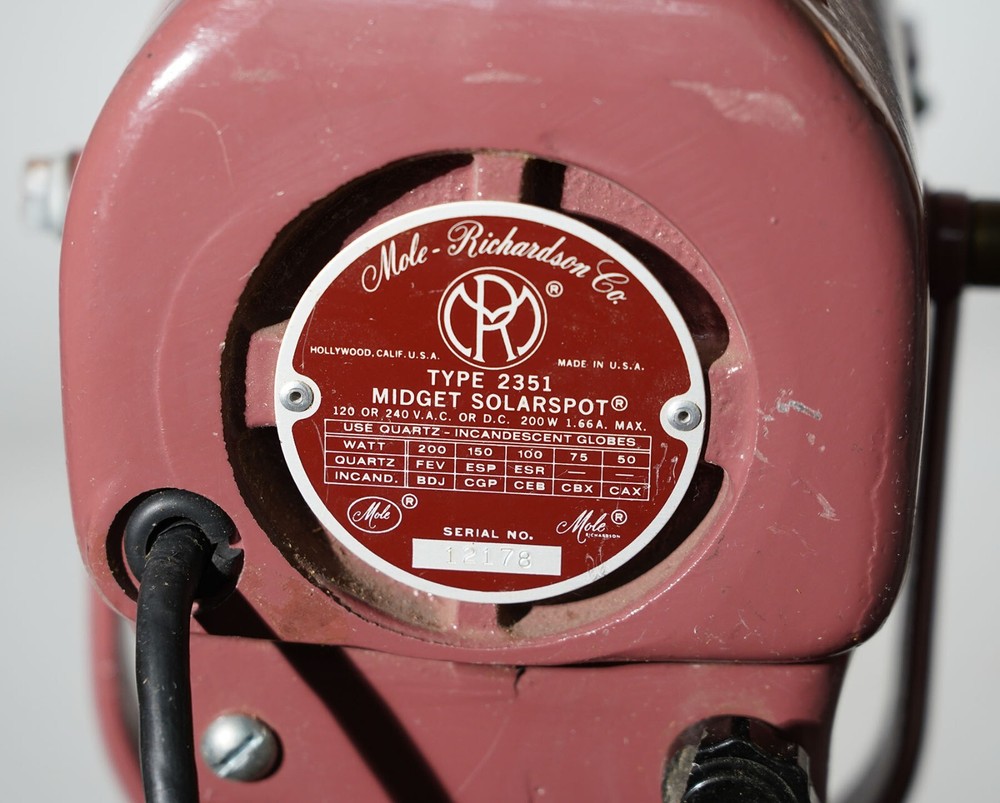 Mole-Richardson Co.
MR ®
HOLLYWOOD, CALIF. U.S.A. MADE IN U.S.A.
TYPE 2351
MIDGET SOLARSPOT®
120 OR 240 V.A.C. OR D.C. 200W 1.66A. MAX.
USE QUARTZ - INCANDESCENT GLOBES
WATT 200 150 100 75 50
QUARTZ FEV ESP ESR —
INCAND. BDJ CGP CEB CBX CAX
Mole ® Mole ®
RICHARDSON
SERIAL NO.
12178